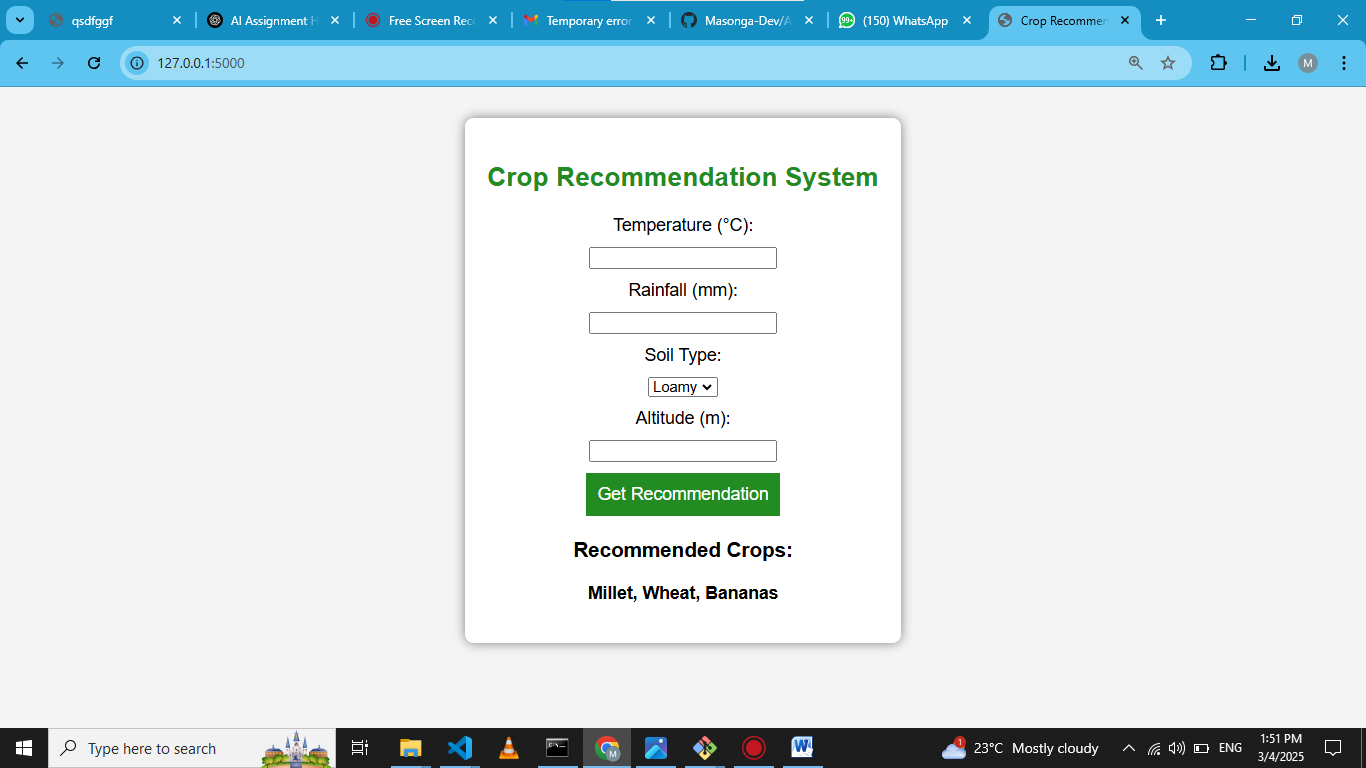 qsdfggf
AI Assignment H
Free Screen Rec
Temporary error
Masonga-Dev/A
99+
(150) WhatsApp
Crop Recommen
127.0.0.1:5000
M
Crop Recommendation System
Temperature (°C):
Rainfall (mm):
Soil Type:
Loamy
Altitude (m):
Get Recommendation
Recommended Crops:
Millet, Wheat, Bananas
Type here to search
M
W
1
23°C Mostly cloudy
ENG
1:51 PM
3/4/2025